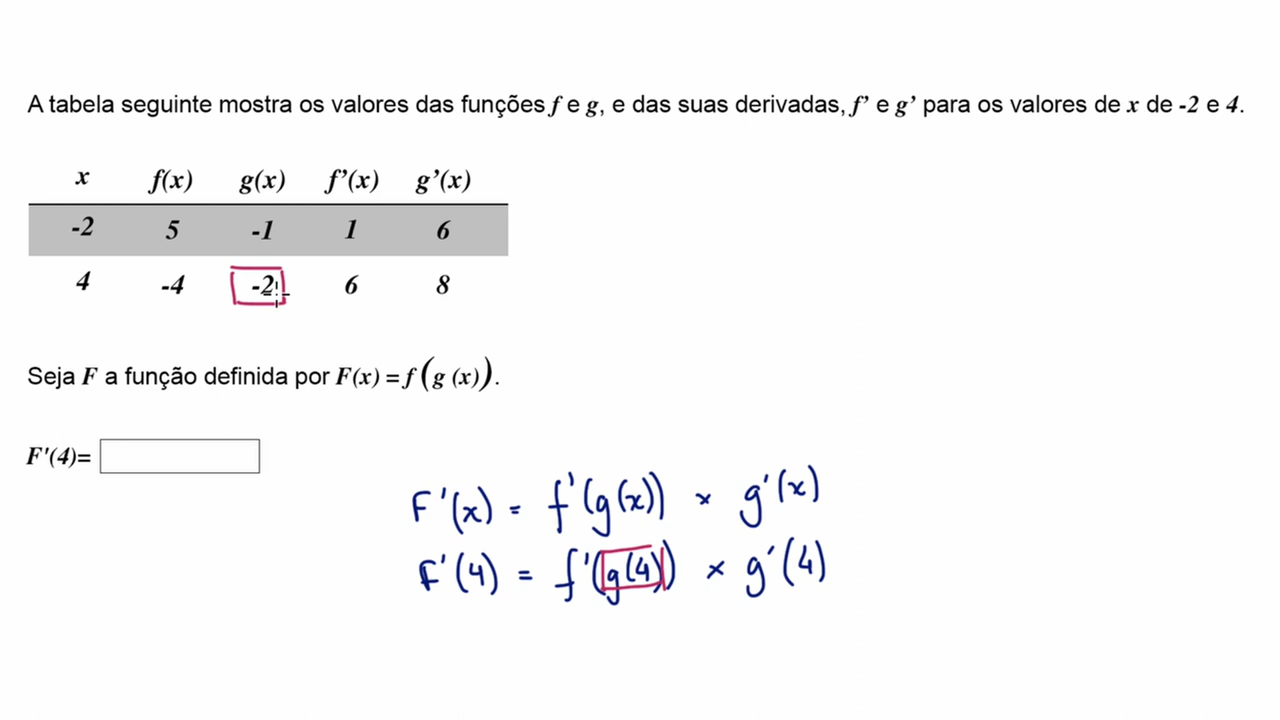 A tabela seguinte mostra os valores das funções f e g, e das suas derivadas, f’ e g’ para os valores de x de -2 e 4.
x f(x) g(x) f’(x) g’(x)
-2 5 -1 1 6
4 -4 -2 6 8
Seja F a função definida por F(x) = f (g (x)).
F'(4)=
F'(x) = f'(g(x)) × g'(x)
F'(4) = f'(g(4)) × g'(4)